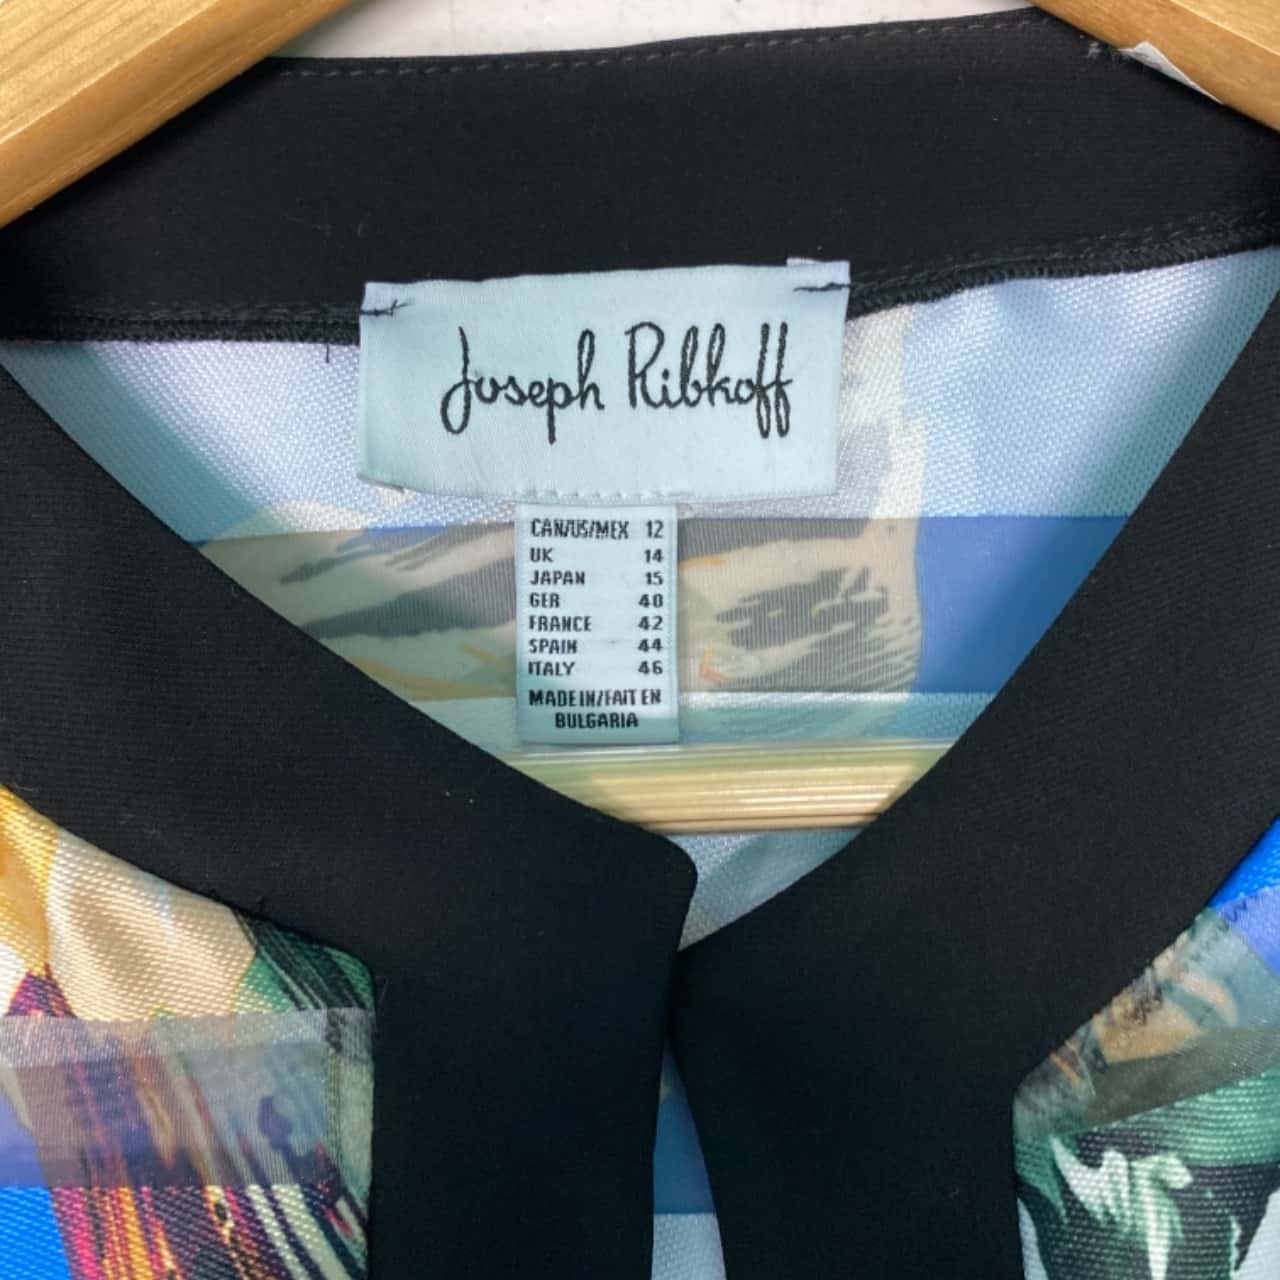 Joseph Ribkoff
CAN/US/MEX 12
UK 14
JAPAN 15
GER 40
FRANCE 42
SPAIN 44
ITALY 46
MADE IN/FAIT EN
BULGARIA